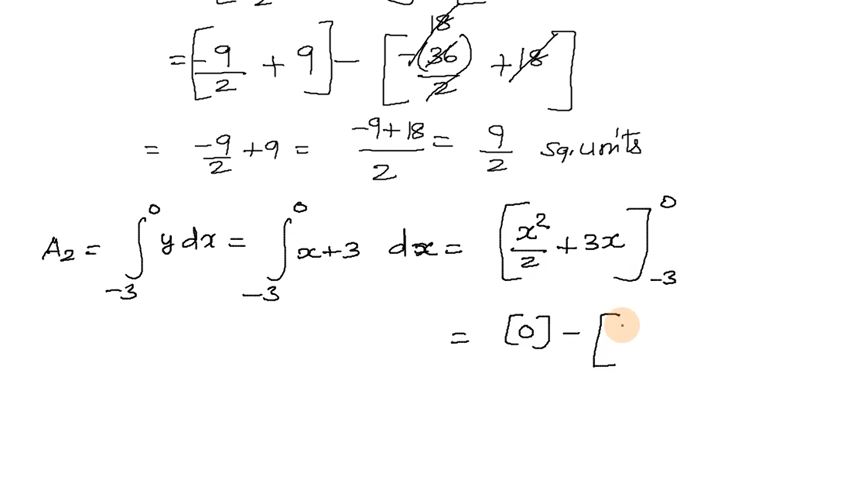 = [-9/2 + 9] - [-(36)/2 18 + 18]
= -9/2 + 9 = -9+18/2 = 9/2 sq.units
A₂ = ∫₋₃⁰ y dx = ∫₋₃⁰ x+3 dx = [x²/2 + 3x]₋₃⁰
= [0] - [